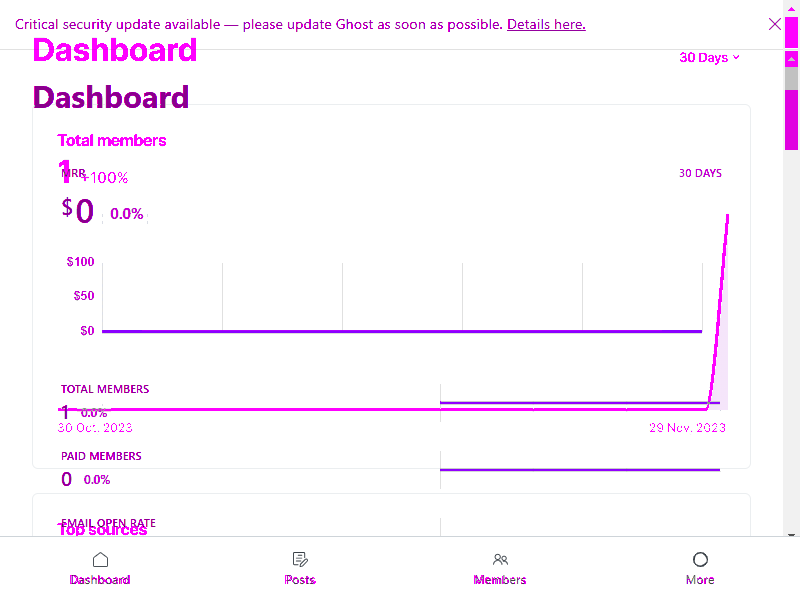 Critical security update available — please update Ghost as soon as possible. Details here.
Dashboard
30 Days
Dashboard
Total members
1 +100%
MRR
30 DAYS
$0 0.0%
$100
$50
$0
TOTAL MEMBERS
1 0.0%
30 Oct. 2023
29 Nov. 2023
PAID MEMBERS
0 0.0%
EMAIL OPEN RATE
Top sources
Dashboard
Posts
Members
More